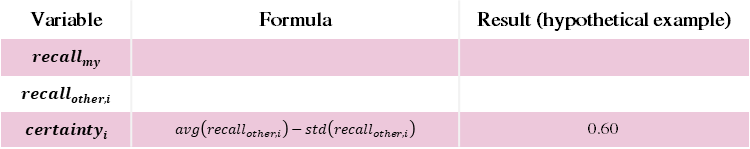 Variable Formula Result (hypothetical example)
recall_my
recall_other,i
certainty_i avg(recall_other,i) – std(recall_other,i) 0.60